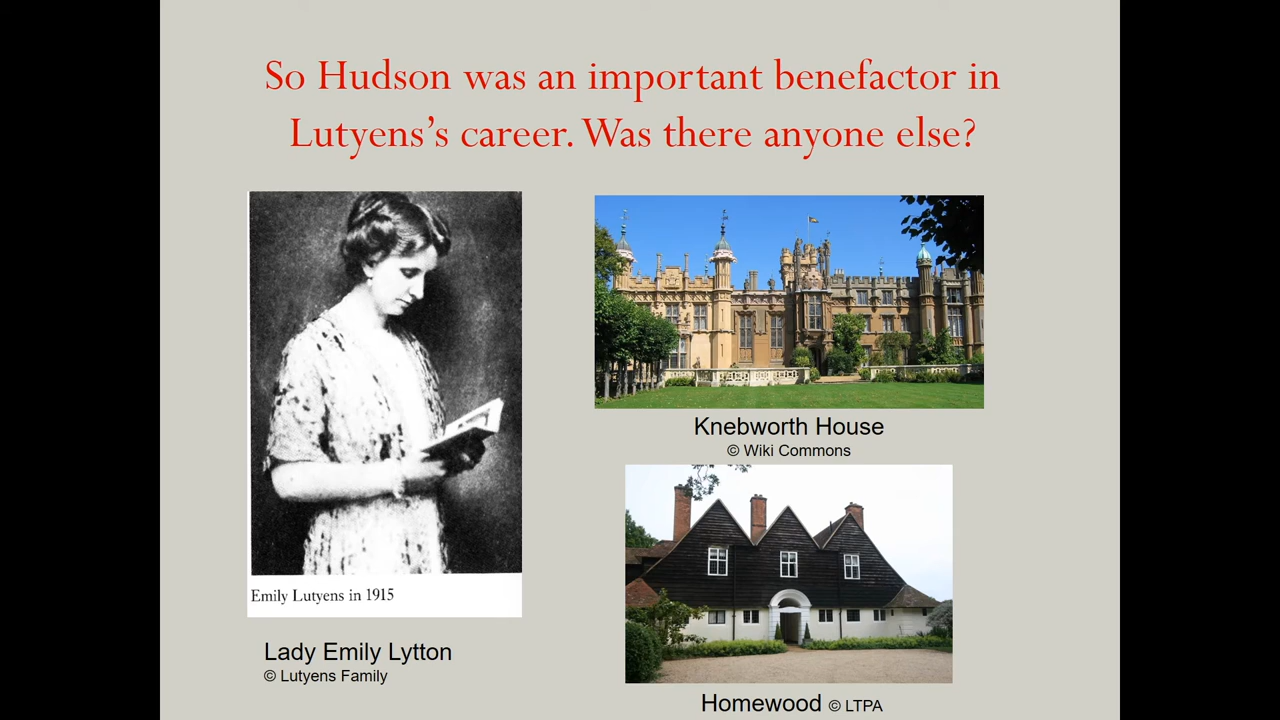 So Hudson was an important benefactor in
Lutyens’s career. Was there anyone else?
Emily Lutyens in 1915
Lady Emily Lytton
© Lutyens Family
Knebworth House
© Wiki Commons
Homewood © LTPA